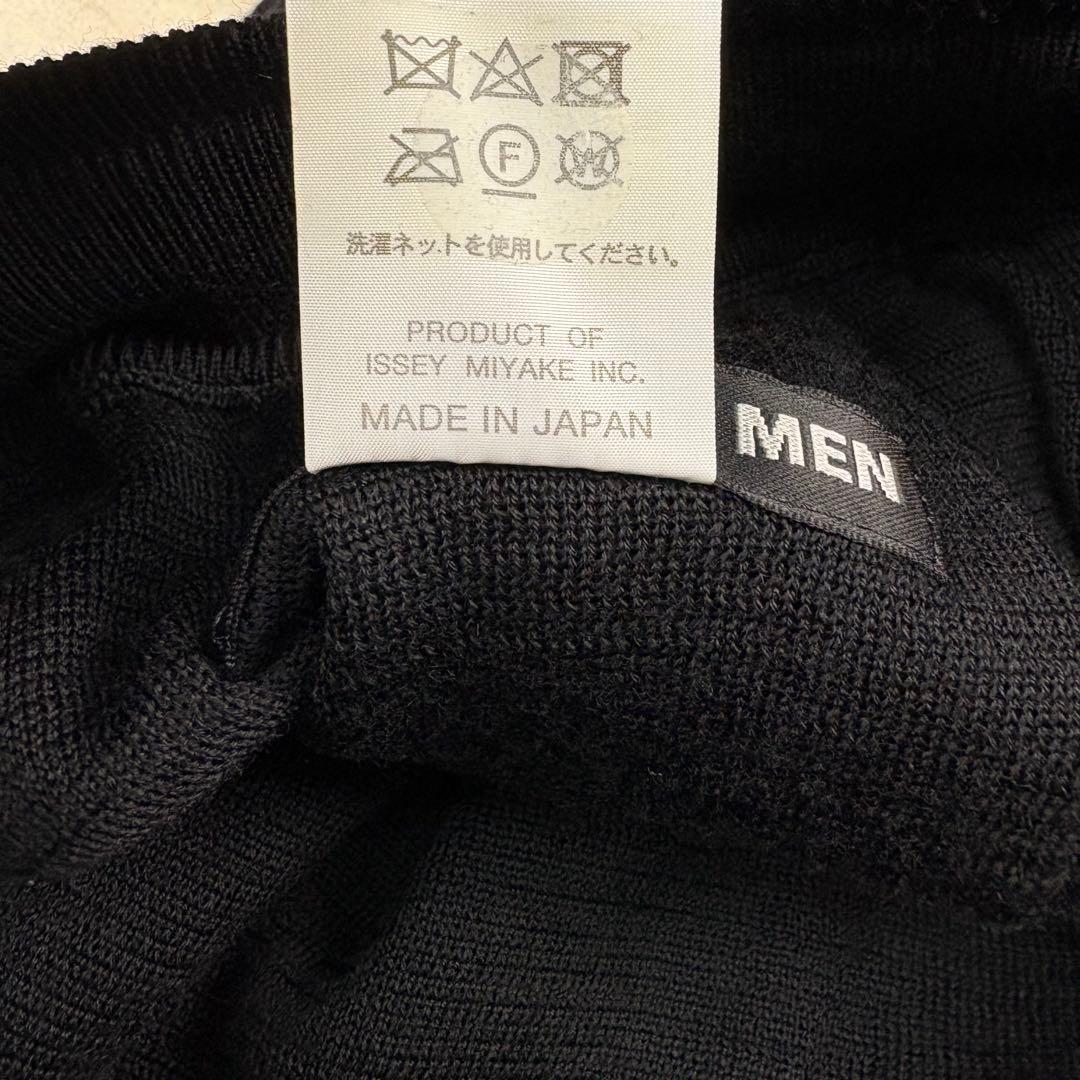 F W
洗濯ネットを使用してください。
PRODUCT OF
ISSEY MIYAKE INC.
MADE IN JAPAN
MEN